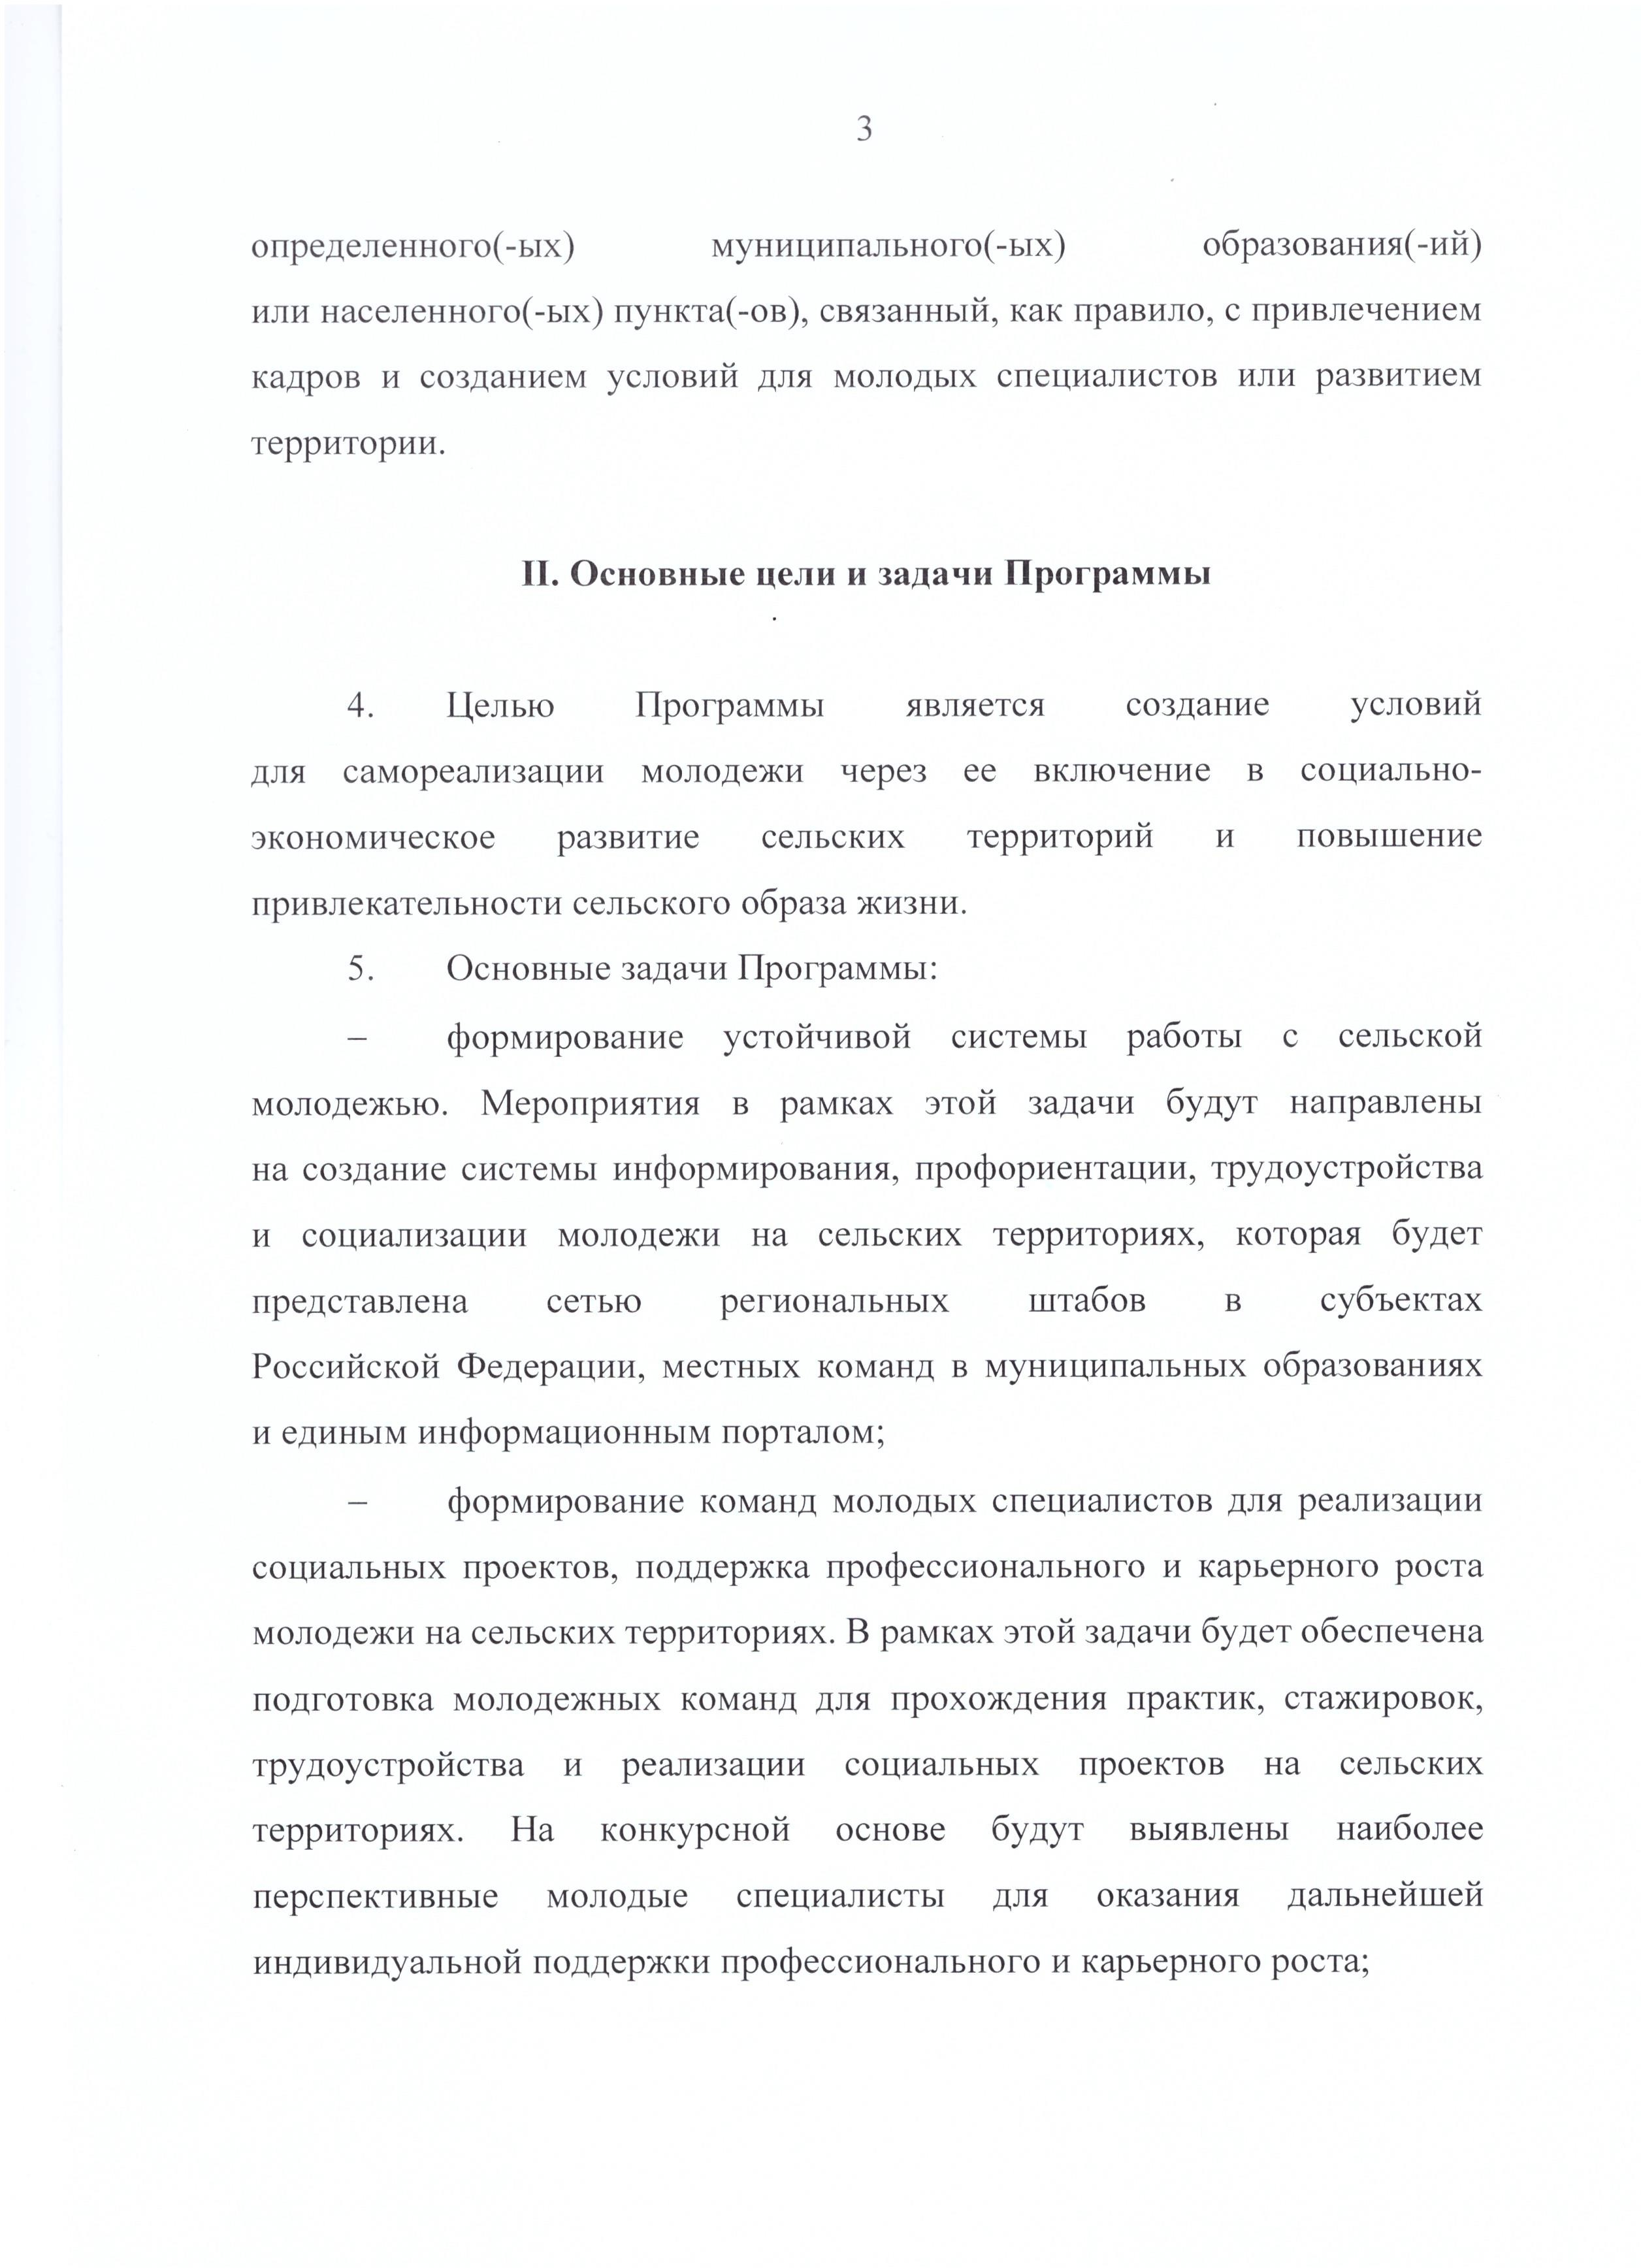 3
определенного(-ых) муниципального(-ых) образования(-ий)
или населенного(-ых) пункта(-ов), связанный, как правило, с привлечением
кадров и созданием условий для молодых специалистов или развитием
территории.
II. Основные цели и задачи Программы
4. Целью Программы является создание условий
для самореализации молодежи через ее включение в социально-
экономическое развитие сельских территорий и повышение
привлекательности сельского образа жизни.
5. Основные задачи Программы:
– формирование устойчивой системы работы с сельской
молодежью. Мероприятия в рамках этой задачи будут направлены
на создание системы информирования, профориентации, трудоустройства
и социализации молодежи на сельских территориях, которая будет
представлена сетью региональных штабов в субъектах
Российской Федерации, местных команд в муниципальных образованиях
и единым информационным порталом;
– формирование команд молодых специалистов для реализации
социальных проектов, поддержка профессионального и карьерного роста
молодежи на сельских территориях. В рамках этой задачи будет обеспечена
подготовка молодежных команд для прохождения практик, стажировок,
трудоустройства и реализации социальных проектов на сельских
территориях. На конкурсной основе будут выявлены наиболее
перспективные молодые специалисты для оказания дальнейшей
индивидуальной поддержки профессионального и карьерного роста;